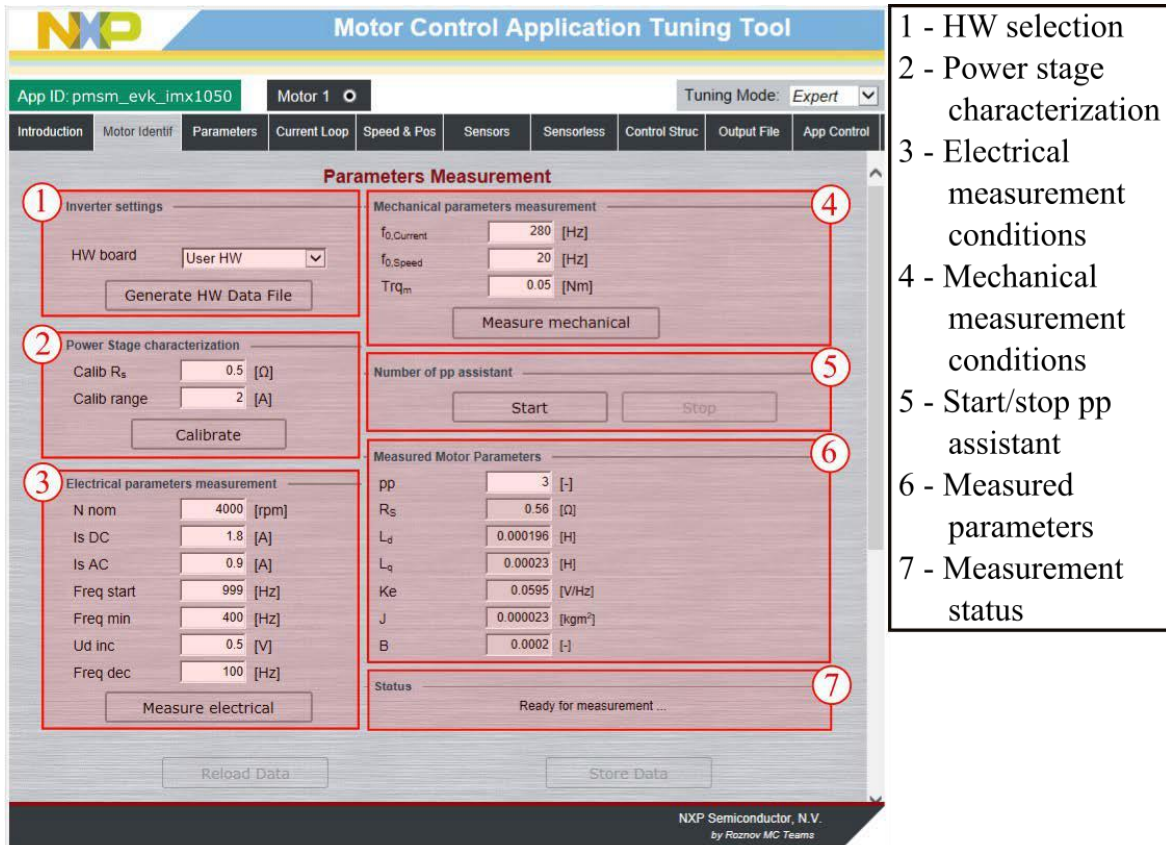 NXP
Motor Control Application Tuning Tool
App ID: pmsm_evk_imx1050
Motor 1
Tuning Mode: Expert
Introduction Motor Identif Parameters Current Loop Speed & Pos Sensors Sensorless Control Struc Output File App Control
Parameters Measurement
1
Inverter settings
HW board User HW
Generate HW Data File
2
Power Stage characterization
Calib Rs 0.5 [Ω]
Calib range 2 [A]
Calibrate
3
Electrical parameters measurement
N nom 4000 [rpm]
Is DC 1.8 [A]
Is AC 0.9 [A]
Freq start 999 [Hz]
Freq min 400 [Hz]
Ud inc 0.5 [V]
Freq dec 100 [Hz]
Measure electrical
4
Mechanical parameters measurement
f0,Current 280 [Hz]
f0,Speed 20 [Hz]
Trqm 0.05 [Nm]
Measure mechanical
5
Number of pp assistant
Start Stop
6
Measured Motor Parameters
pp 3 [-]
RS 0.56 [Ω]
Ld 0.000196 [H]
Lq 0.00023 [H]
Ke 0.0595 [V/Hz]
J 0.000023 [kgm²]
B 0.0002 [-]
7
Status
Ready for measurement ...
Reload Data Store Data
NXP Semiconductor, N.V.
by Roznov MC Teams
1 - HW selection
2 - Power stage
characterization
3 - Electrical
measurement
conditions
4 - Mechanical
measurement
conditions
5 - Start/stop pp
assistant
6 - Measured
parameters
7 - Measurement
status